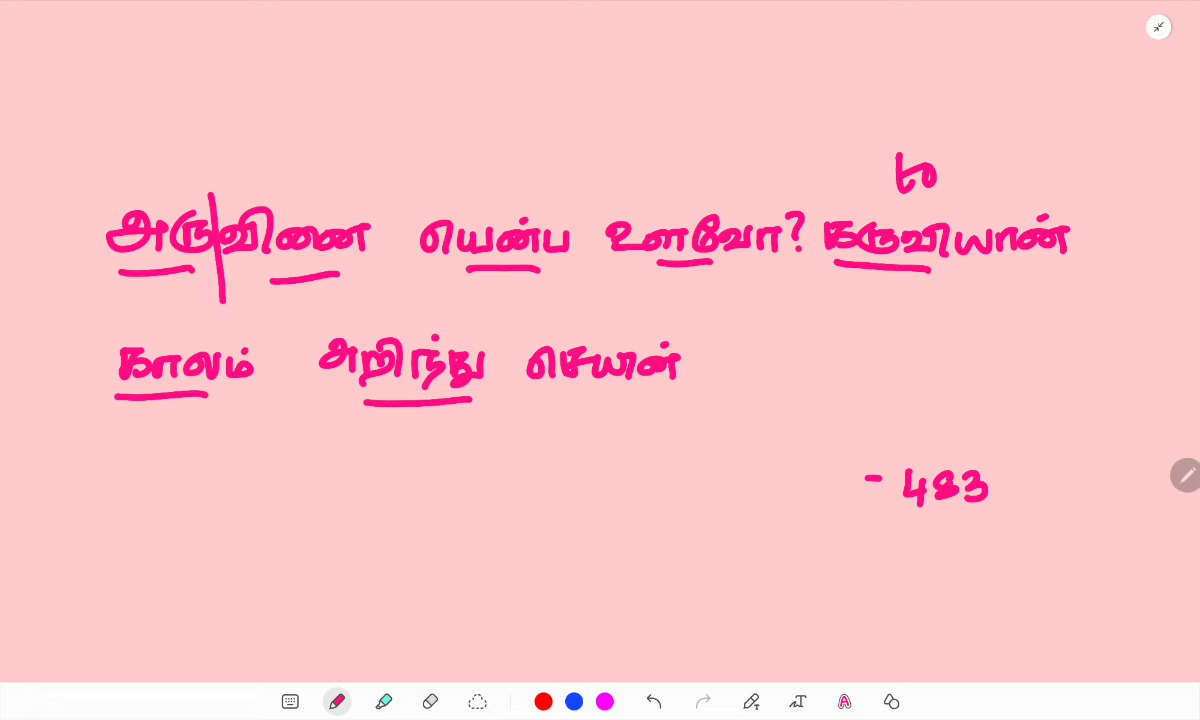 அருவினை யென்ப உளவோ? கருவியான்
காலம் அறிந்து செயின்
- 483